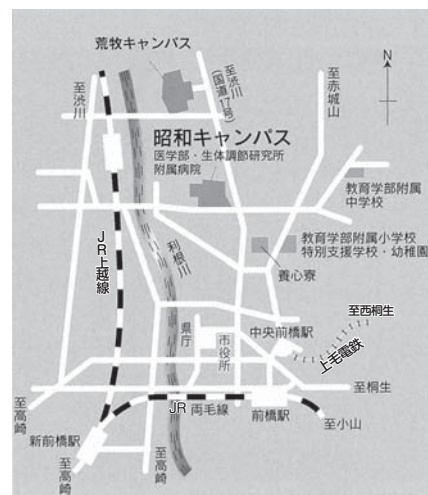 荒牧キャンパス
N
至渋川
至渋川
(国道17号)
至赤城山
昭和キャンパス
医学部・生体調節研究所
附属病院
教育学部附属
中学校
JR上越線
利根川
教育学部附属小学校
特別支援学校・幼稚園
養心寮
至西桐生
中央前橋駅
上毛電鉄
県庁
市役所
至桐生
至高崎
JR両毛線
前橋駅
至小山
新前橋駅
至高崎
至高崎